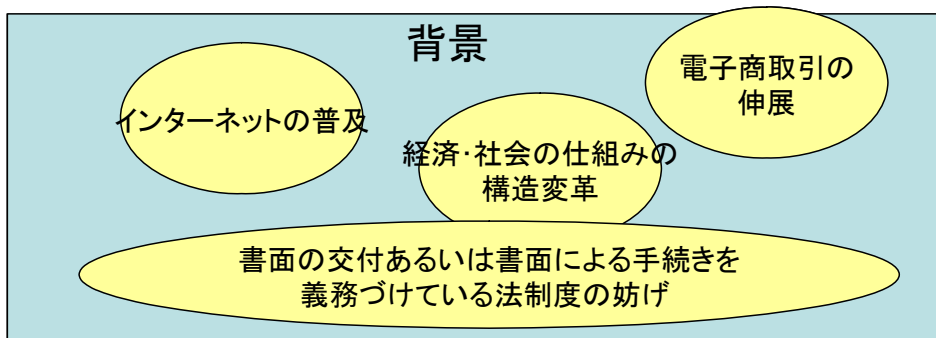 背景
電子商取引の
伸展
インターネットの普及
経済・社会の仕組みの
構造変革
書面の交付あるいは書面による手続きを
義務づけている法制度の妨げ